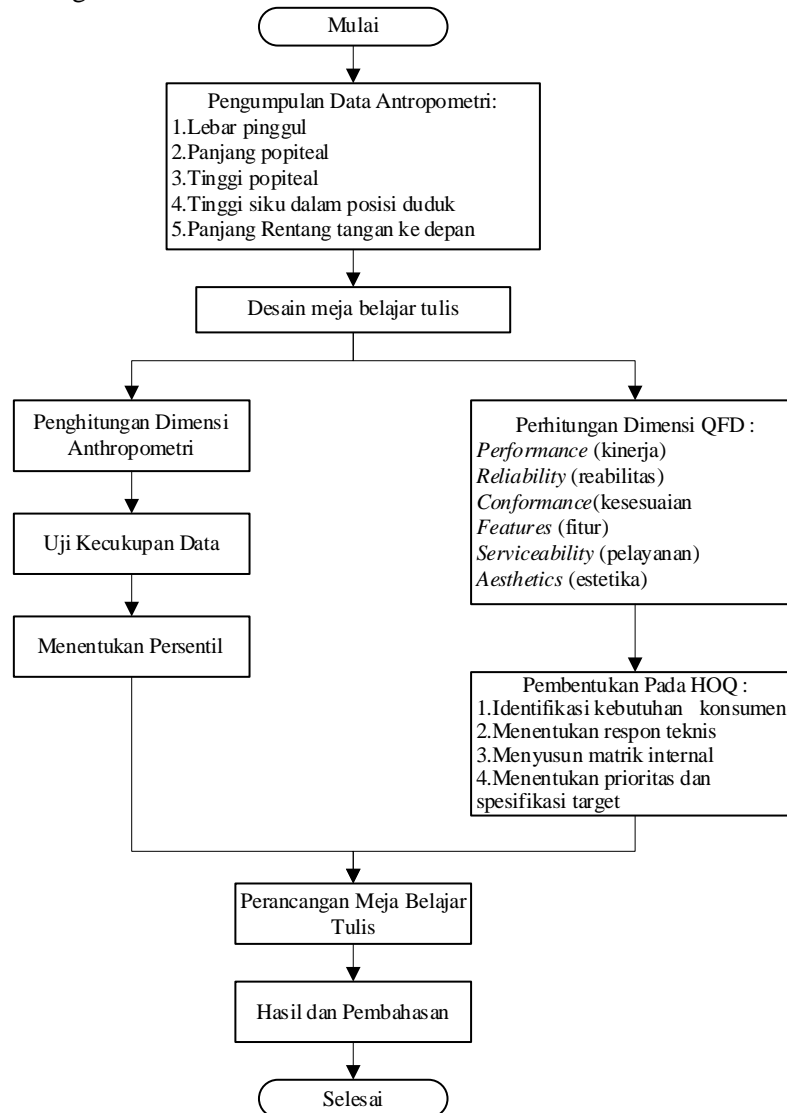 Mulai
Pengumpulan Data Antropometri:
1.Lebar pinggul
2.Panjang popiteal
3.Tinggi popiteal
4.Tinggi siku dalam posisi duduk
5.Panjang Rentang tangan ke depan
Desain meja belajar tulis
Penghitungan Dimensi
Anthropometri
Uji Kecukupan Data
Menentukan Persentil
Perhitungan Dimensi QFD :
Performance (kinerja)
Reliability (reabilitas)
Conformance(kesesuaian
Features (fitur)
Serviceability (pelayanan)
Aesthetics (estetika)
Pembentukan Pada HOQ :
1.Identifikasi kebutuhan konsumen
2.Menentukan respon teknis
3.Menyusun matrik internal
4.Menentukan prioritas dan
spesifikasi target
Perancangan Meja Belajar
Tulis
Hasil dan Pembahasan
Selesai